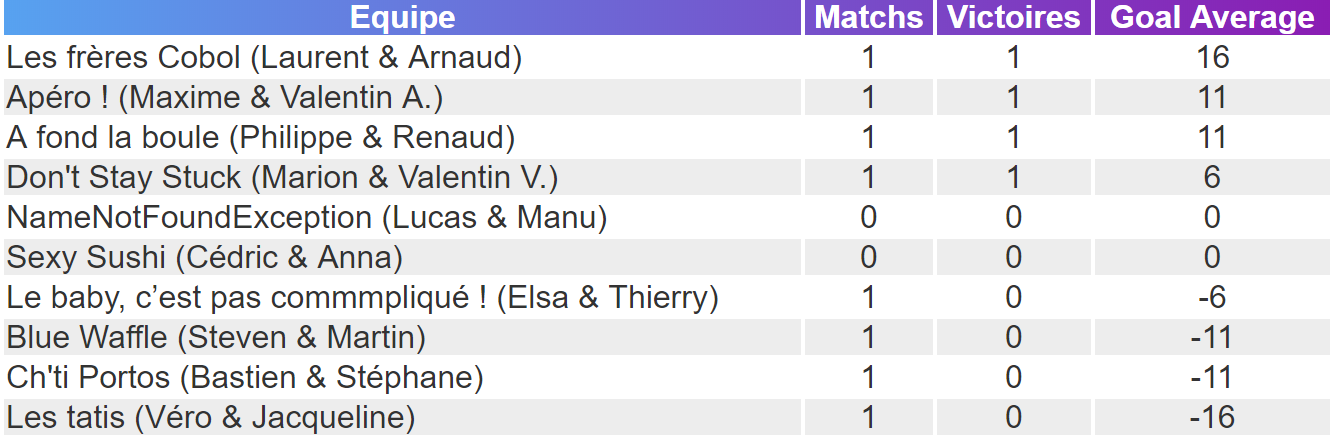 Equipe Matchs Victoires Goal Average
Les frères Cobol (Laurent & Arnaud) 1 1 16
Apéro ! (Maxime & Valentin A.) 1 1 11
A fond la boule (Philippe & Renaud) 1 1 11
Don't Stay Stuck (Marion & Valentin V.) 1 1 6
NameNotFoundException (Lucas & Manu) 0 0 0
Sexy Sushi (Cédric & Anna) 0 0 0
Le baby, c’est pas commmpliqué ! (Elsa & Thierry) 1 0 -6
Blue Waffle (Steven & Martin) 1 0 -11
Ch'ti Portos (Bastien & Stéphane) 1 0 -11
Les tatis (Véro & Jacqueline) 1 0 -16